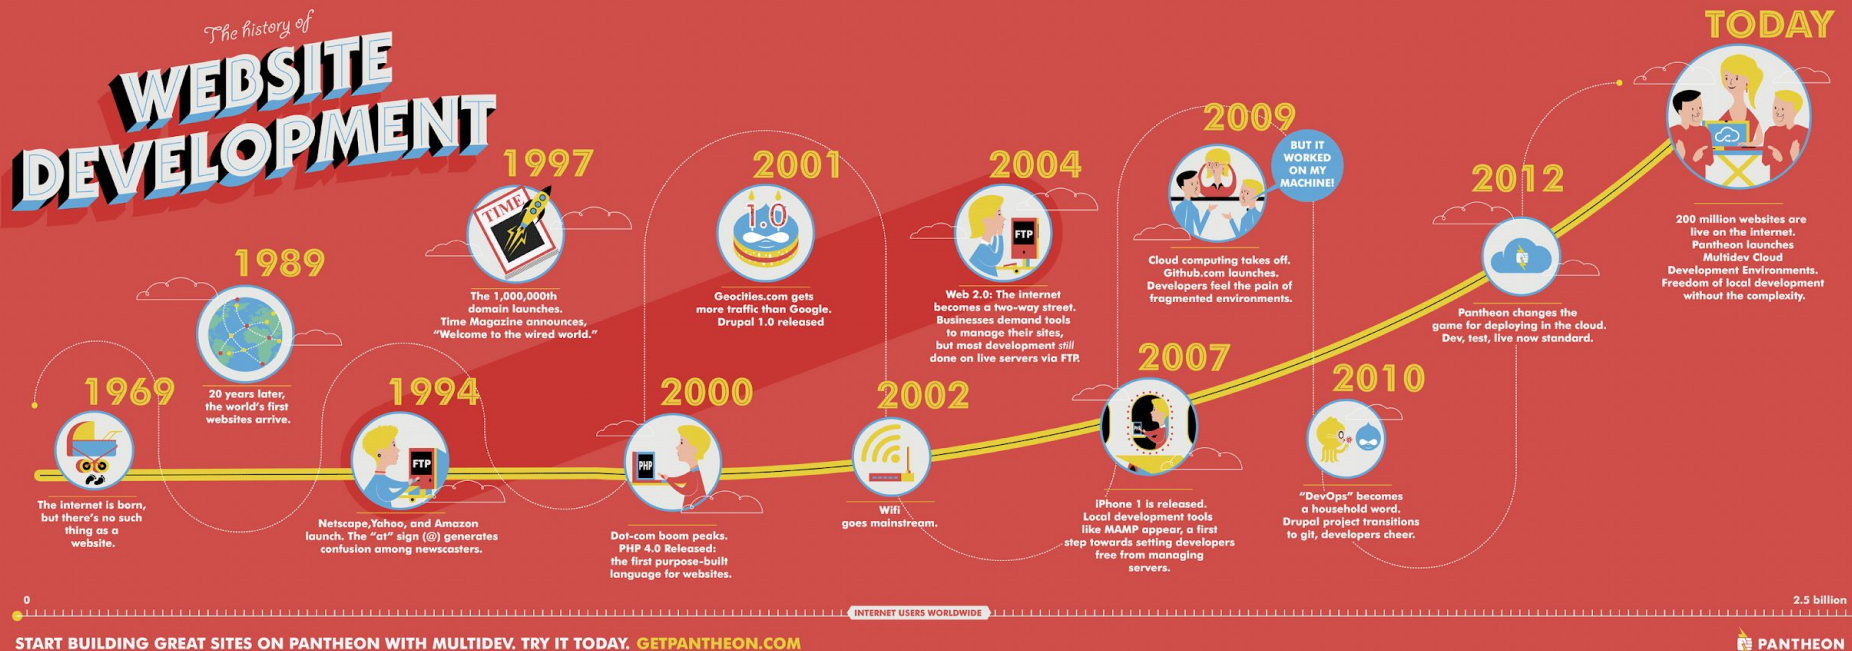 The history of
WEBSITE
DEVELOPMENT
1969
The internet is born,
but there's no such
thing as a
website.
1989
20 years later,
the world's first
websites arrive.
1994
FTP
Netscape,Yahoo, and Amazon
launch. The "at" sign (@) generates
confusion among newscasters.
1997
TIME
The 1,000,000th
domain launches.
Time Magazine announces,
"Welcome to the wired world."
2000
PHP
Dot-com boom peaks.
PHP 4.0 Released:
the first purpose-built
language for websites.
2001
1.0
Geocities.com gets
more traffic than Google.
Drupal 1.0 released
2002
Wifi
goes mainstream.
2004
FTP
Web 2.0: The internet
becomes a two-way street.
Businesses demand tools
to manage their sites,
but most development still
done on live servers via FTP.
2007
iPhone 1 is released.
Local development tools
like MAMP appear, a first
step towards setting developers
free from managing
servers.
2009
BUT IT
WORKED
ON MY
MACHINE!
Cloud computing takes off.
Github.com launches.
Developers feel the pain of
fragmented environments.
2010
"DevOps" becomes
a household word.
Drupal project transitions
to git, developers cheer.
2012
Pantheon changes the
game for deploying in the cloud.
Dev, test, live now standard.
TODAY
200 million websites are
live on the internet.
Pantheon launches
Multidev Cloud
Development Environments.
Freedom of local development
without the complexity.
0
INTERNET USERS WORLDWIDE
2.5 billion
START BUILDING GREAT SITES ON PANTHEON WITH MULTIDEV. TRY IT TODAY. GETPANTHEON.COM
PANTHEON